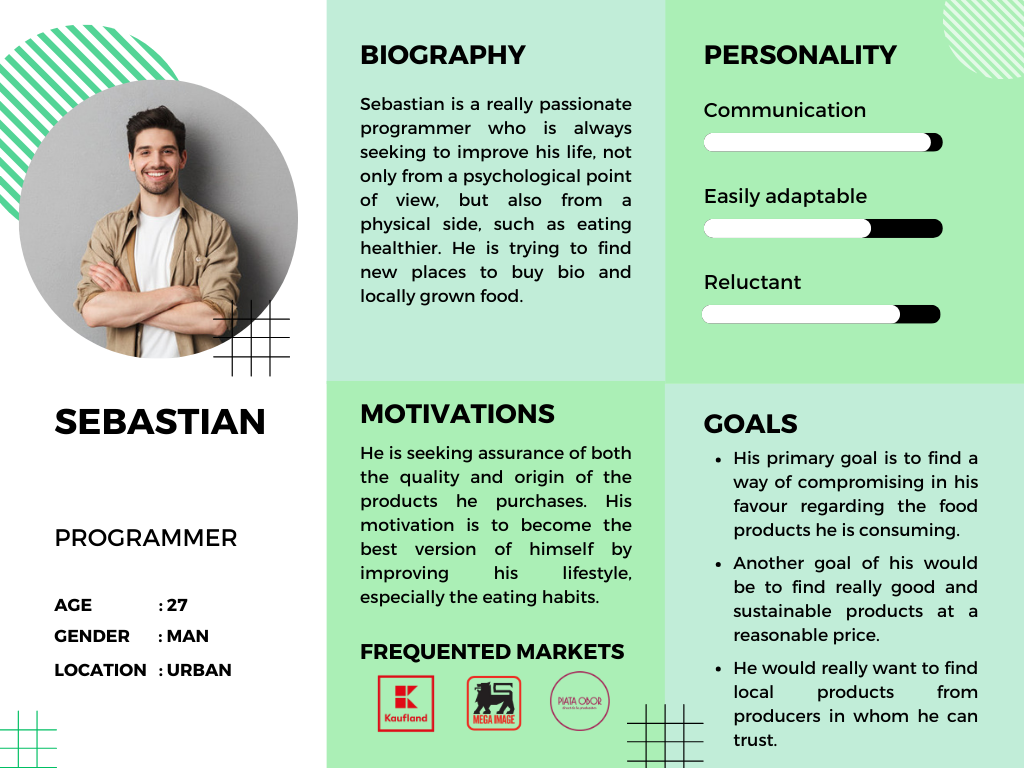 SEBASTIAN
PROGRAMMER
AGE : 27
GENDER : MAN
LOCATION : URBAN
BIOGRAPHY
Sebastian is a really passionate
programmer who is always
seeking to improve his life, not
only from a psychological point
of view, but also from a
physical side, such as eating
healthier. He is trying to find
new places to buy bio and
locally grown food.
MOTIVATIONS
He is seeking assurance of both
the quality and origin of the
products he purchases. His
motivation is to become the
best version of himself by
improving his lifestyle,
especially the eating habits.
FREQUENTED MARKETS
Kaufland
MEGA IMAGE
PIATA OBOR
PERSONALITY
Communication
Easily adaptable
Reluctant
GOALS
• His primary goal is to find a
way of compromising in his
favour regarding the food
products he is consuming.
• Another goal of his would
be to find really good and
sustainable products at a
reasonable price.
• He would really want to find
local products from
producers in whom he can
trust.